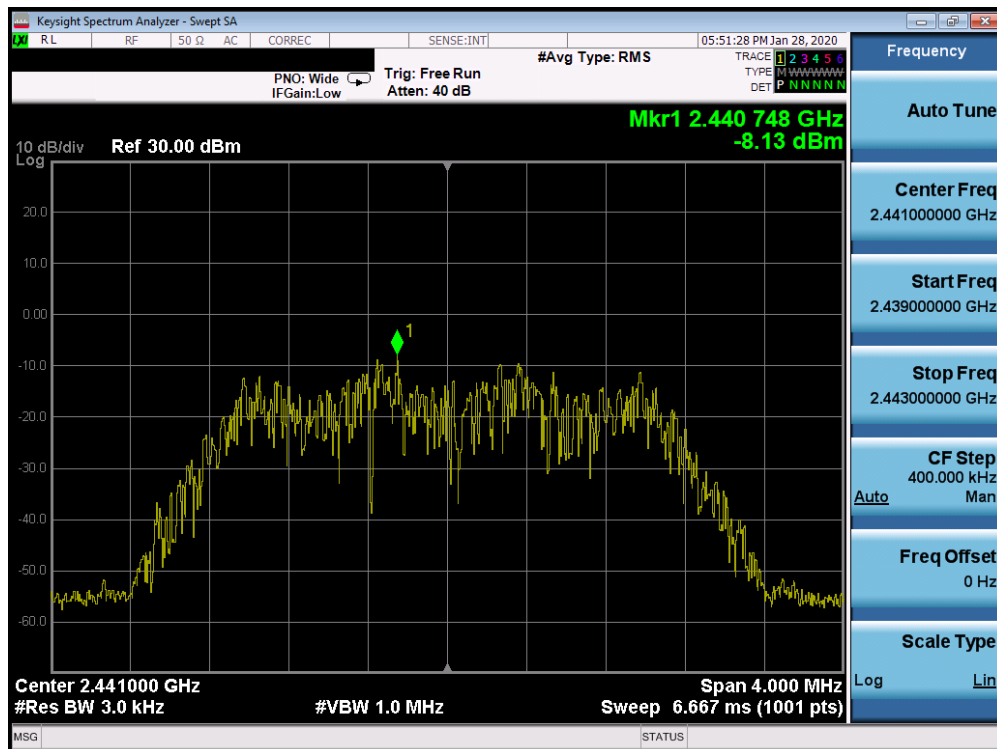 Keysight Spectrum Analyzer - Swept SA
LXI RL RF 50 Ω AC CORREC SENSE:INT 05:51:28 PM Jan 28, 2020
PNO: Wide
IFGain:Low
Trig: Free Run
Atten: 40 dB
#Avg Type: RMS
TRACE 1 2 3 4 5 6
TYPE M WWWWW
DET P N N N N N
Mkr1 2.440 748 GHz
-8.13 dBm
10 dB/div
Log
Ref 30.00 dBm
20.0
10.0
0.00
-10.0
-20.0
-30.0
-40.0
-50.0
-60.0
1
Center 2.441000 GHz
Span 4.000 MHz
#Res BW 3.0 kHz
#VBW 1.0 MHz
Sweep 6.667 ms (1001 pts)
MSG
STATUS
Frequency
Auto Tune
Center Freq
2.441000000 GHz
Start Freq
2.439000000 GHz
Stop Freq
2.443000000 GHz
CF Step
400.000 kHz
Auto Man
Freq Offset
0 Hz
Scale Type
Log Lin